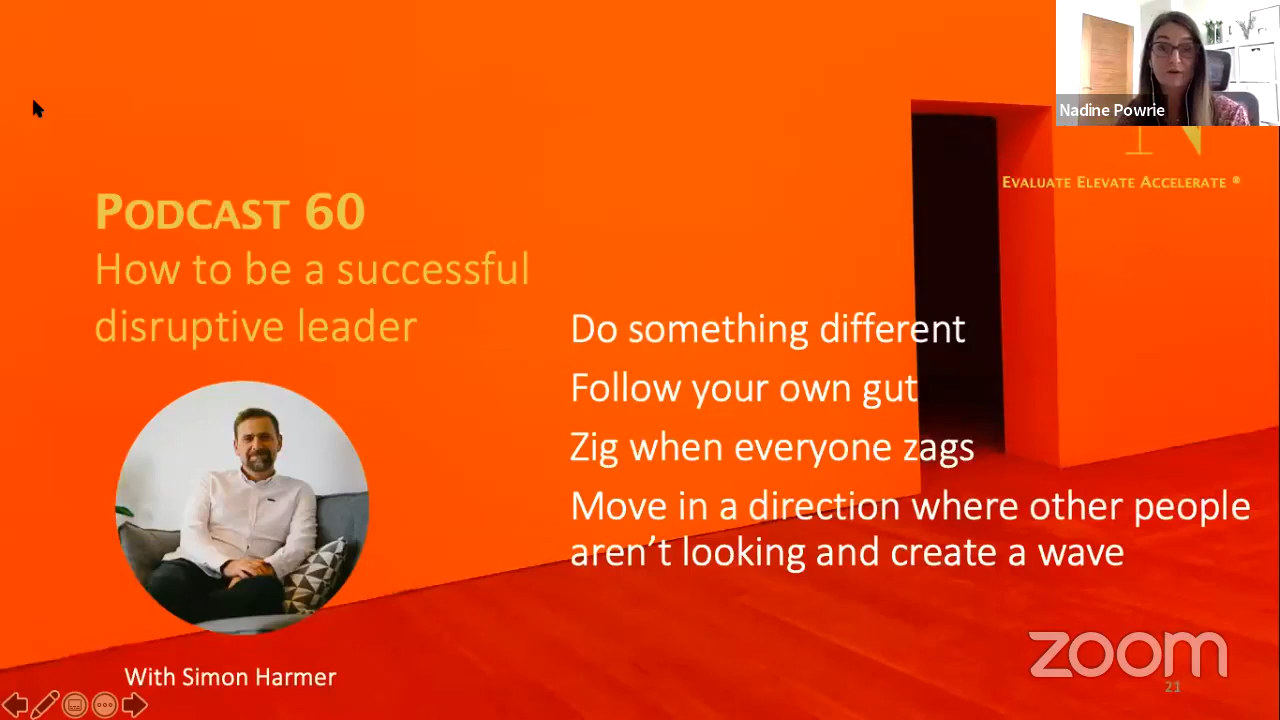 Nadine Powrie
Evaluate Elevate Accelerate ®
Podcast 60
How to be a successful
disruptive leader
Do something different
Follow your own gut
Zig when everyone zags
Move in a direction where other people
aren’t looking and create a wave
With Simon Harmer
zoom
21